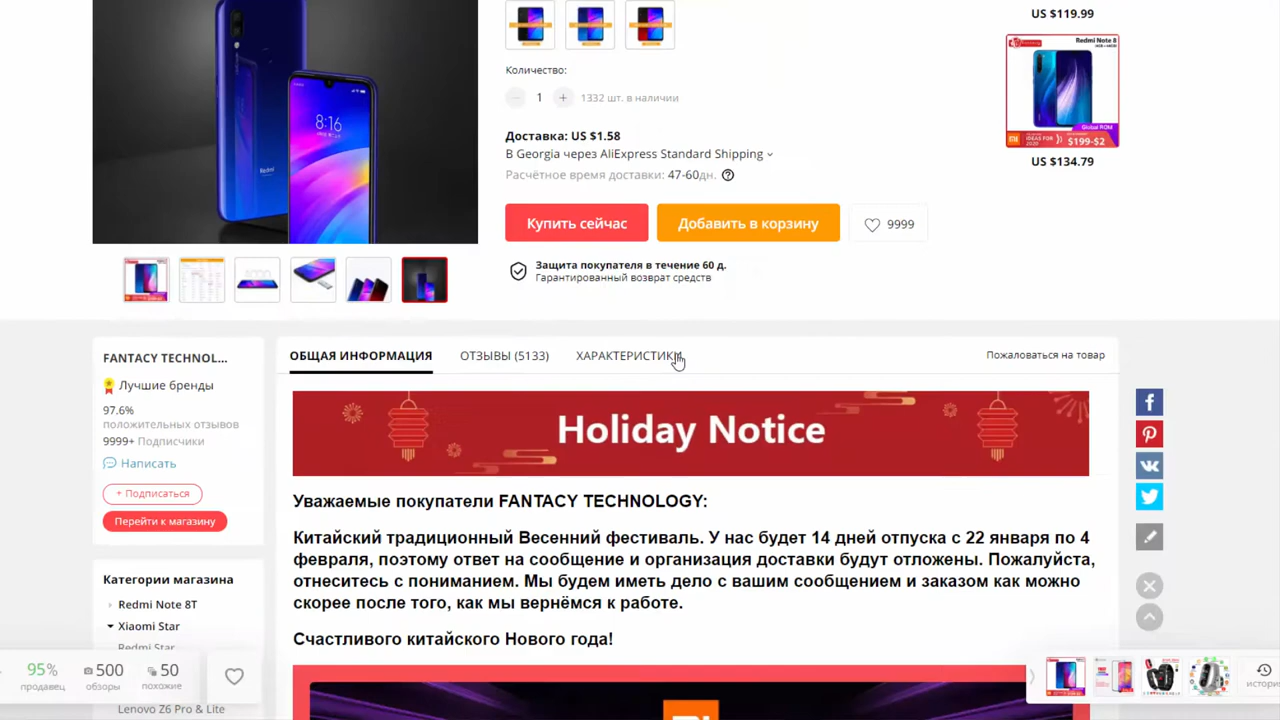 US $119.99
8:16
Redmi
Redmi Note 8
Global ROM
$199-$2
US $134.79
Количество:
1
1332 шт. в наличии
Доставка: US $1.58
В Georgia через AliExpress Standard Shipping
Расчётное время доставки: 47-60дн.
Купить сейчас
Добавить в корзину
9999
Защита покупателя в течение 60 д.
Гарантированный возврат средств
FANTACY TECHNOL...
Лучшие бренды
97.6%
положительных отзывов
9999+ Подписчики
Написать
+ Подписаться
Перейти к магазину
Категории магазина
Redmi Note 8T
Xiaomi Star
Redmi Star
Lenovo Z6 Pro & Lite
ОБЩАЯ ИНФОРМАЦИЯ
ОТЗЫВЫ (5133)
ХАРАКТЕРИСТИКИ
Пожаловаться на товар
Holiday Notice
Уважаемые покупатели FANTACY TECHNOLOGY:
Китайский традиционный Весенний фестиваль. У нас будет 14 дней отпуска с 22 января по 4
февраля, поэтому ответ на сообщение и организация доставки будут отложены. Пожалуйста,
отнеситесь с пониманием. Мы будем иметь дело с вашим сообщением и заказом как можно
скорее после того, как мы вернёмся к работе.
Счастливого китайского Нового года!
95%
продавец
500
обзоры
50
похожие
истори